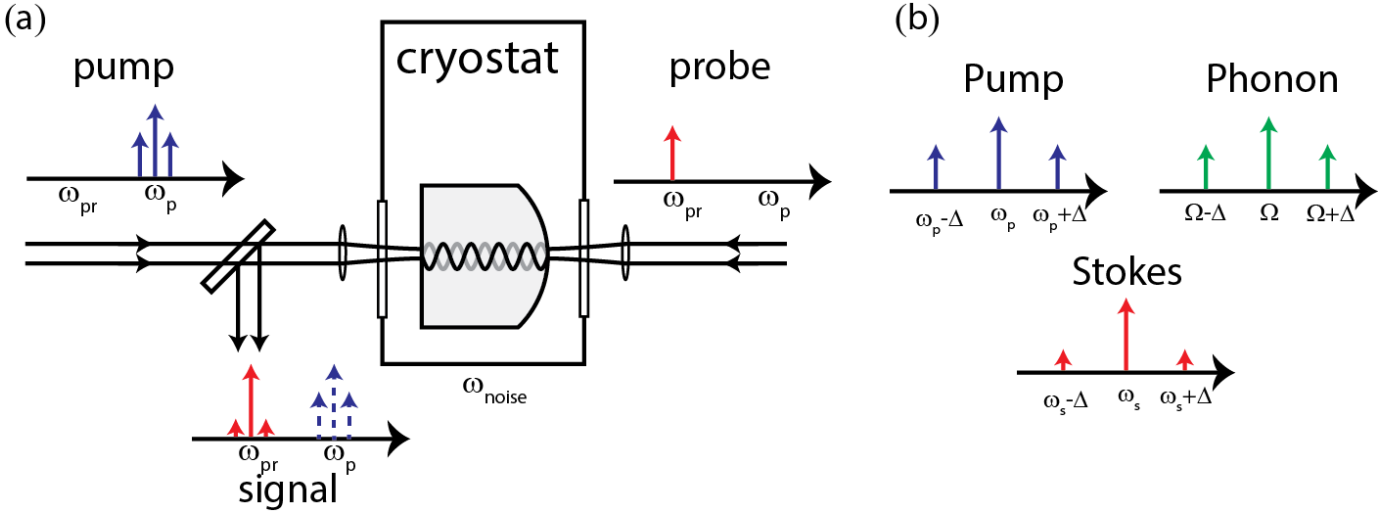 (a)
pump
cryostat
probe
ω_pr ω_p
ω_pr ω_p
ω_noise
ω_pr ω_p
signal
(b)
Pump
Phonon
ω_p-Δ ω_p ω_p+Δ
Ω-Δ Ω Ω+Δ
Stokes
ω_s-Δ ω_s ω_s+Δ